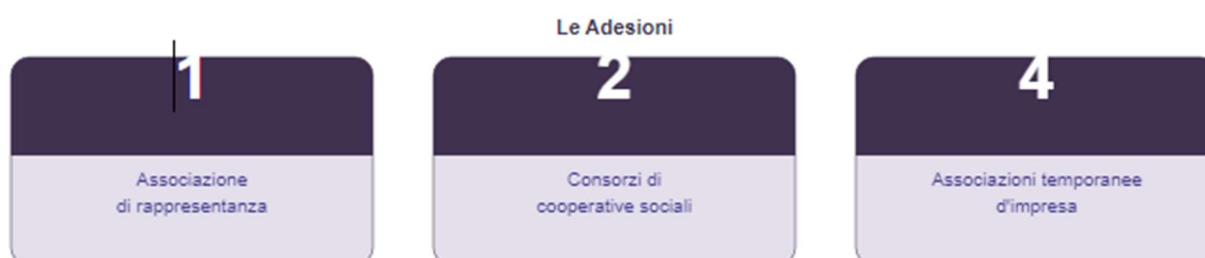 Le Adesioni
1
Associazione
di rappresentanza
2
Consorzi di
cooperative sociali
4
Associazioni temporanee
d'impresa